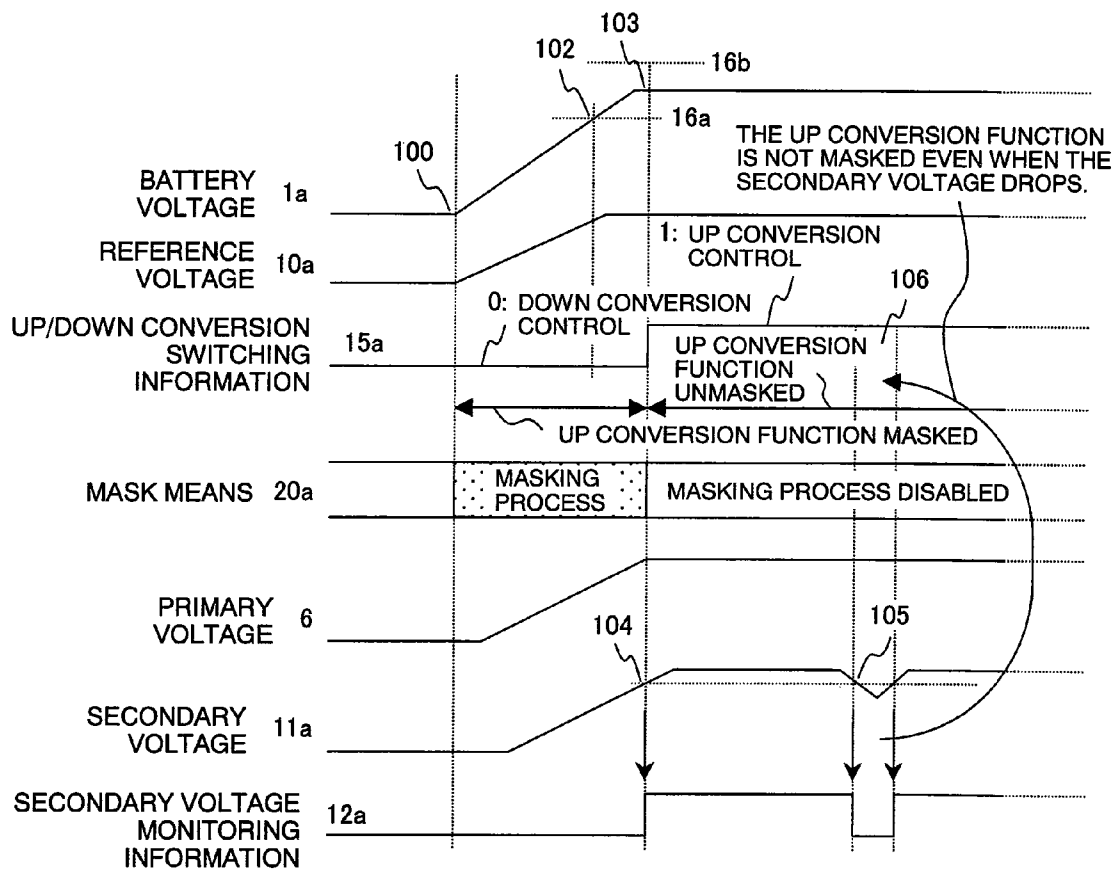 103
102
16b
16a
THE UP CONVERSION FUNCTION
IS NOT MASKED EVEN WHEN THE
SECONDARY VOLTAGE DROPS.
100
BATTERY
VOLTAGE 1a
1: UP CONVERSION
CONTROL
REFERENCE
VOLTAGE 10a
106
0: DOWN CONVERSION
CONTROL
UP/DOWN CONVERSION
SWITCHING
INFORMATION 15a
UP CONVERSION
FUNCTION
UNMASKED
UP CONVERSION FUNCTION MASKED
MASK MEANS 20a
MASKING
PROCESS
MASKING PROCESS DISABLED
PRIMARY
VOLTAGE 6
104
105
SECONDARY
VOLTAGE 11a
SECONDARY VOLTAGE
MONITORING
INFORMATION 12a